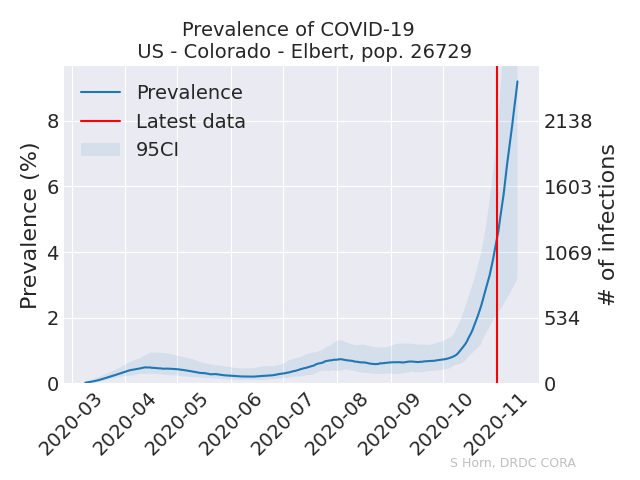 Prevalence of COVID-19
US - Colorado - Elbert, pop. 26729
Prevalence
Latest data
95CI
Prevalence (%)
8
6
4
2
0
2138
1603
1069
534
0
# of infections
2020-03
2020-04
2020-05
2020-06
2020-07
2020-08
2020-09
2020-10
2020-11
S Horn, DRDC CORA